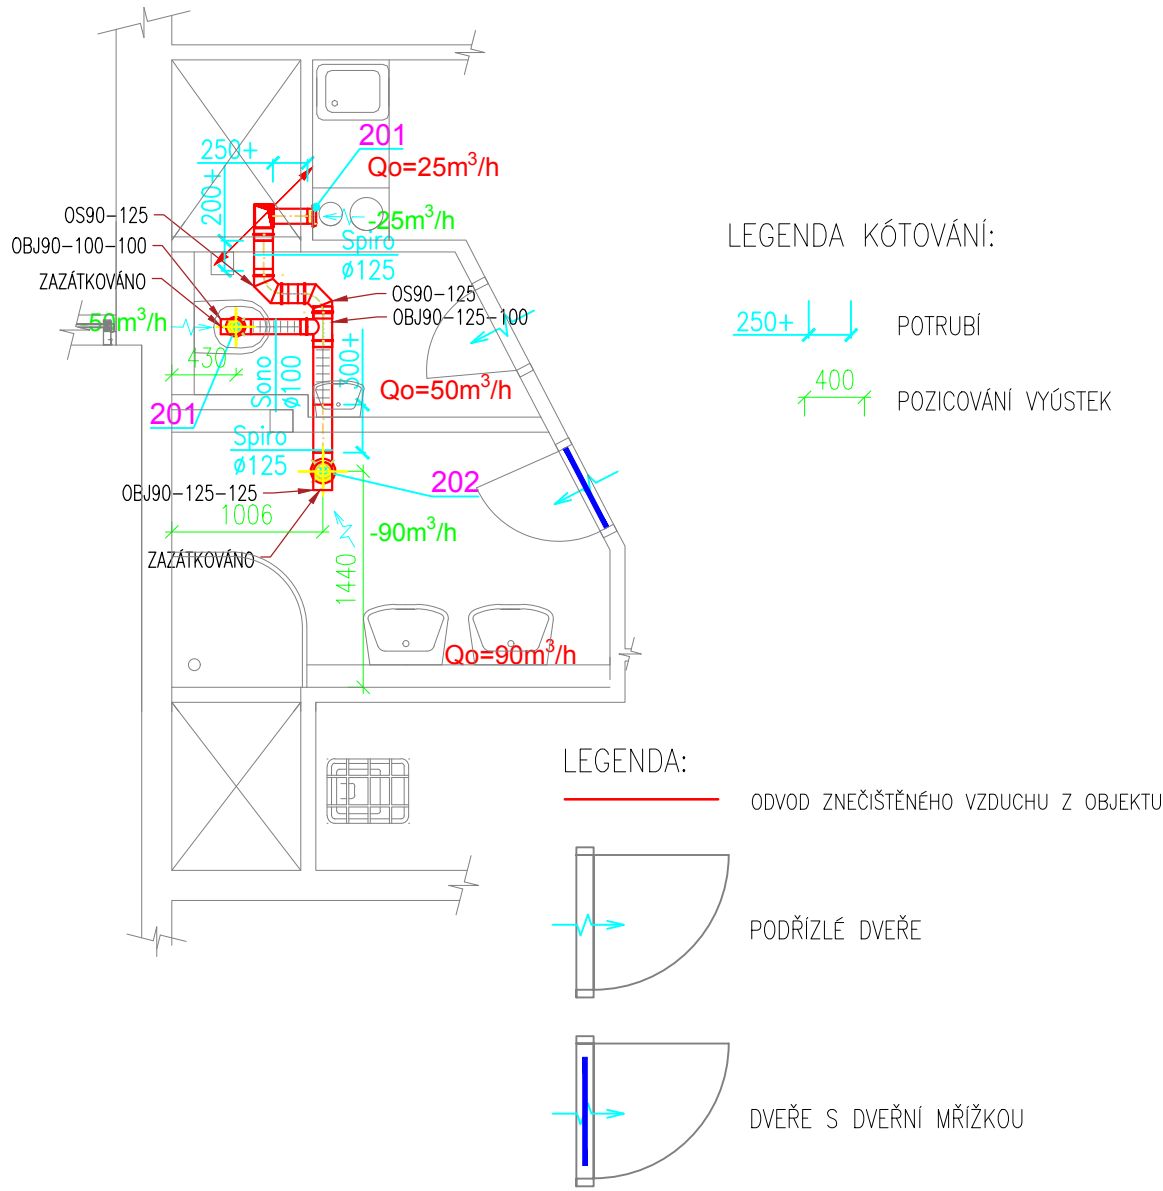 201
250+
Qo=25m³/h
200+
OS90-125
-25m³/h
OBJ90-100-100
Spiro
ø125
ZAZÁTKOVÁNO
OS90-125
OBJ90-125-100
50m³/h
430
Sono
ø100
Qo=50m³/h
201
Spiro
ø125
202
OBJ90-125-125
1006
-90m³/h
ZAZÁTKOVÁNO
1440
Qo=90m³/h
LEGENDA KÓTOVÁNÍ:
250+
POTRUBÍ
400
POZICOVÁNÍ VYÚSTEK
LEGENDA:
ODVOD ZNEČIŠTĚNÉHO VZDUCHU Z OBJEKTU
PODŘÍZLÉ DVEŘE
DVEŘE S DVEŘNÍ MŘÍŽKOU